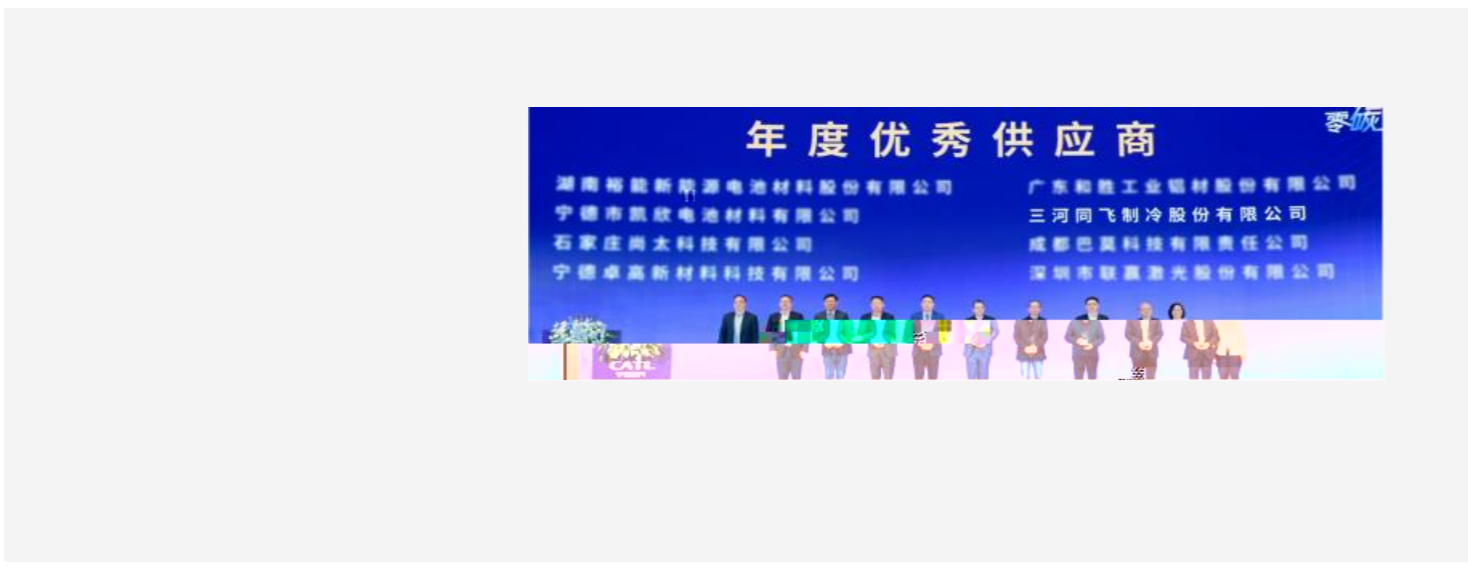 零碳
年度优秀供应商
湖南裕能新能源电池材料股份有限公司
广东和胜工业铝材股份有限公司
宁德市凯欣电池材料有限公司
三河同飞制冷股份有限公司
石家庄尚太科技有限公司
成都巴莫科技有限责任公司
宁德卓高新材料科技有限公司
深圳市联赢激光股份有限公司
CATL